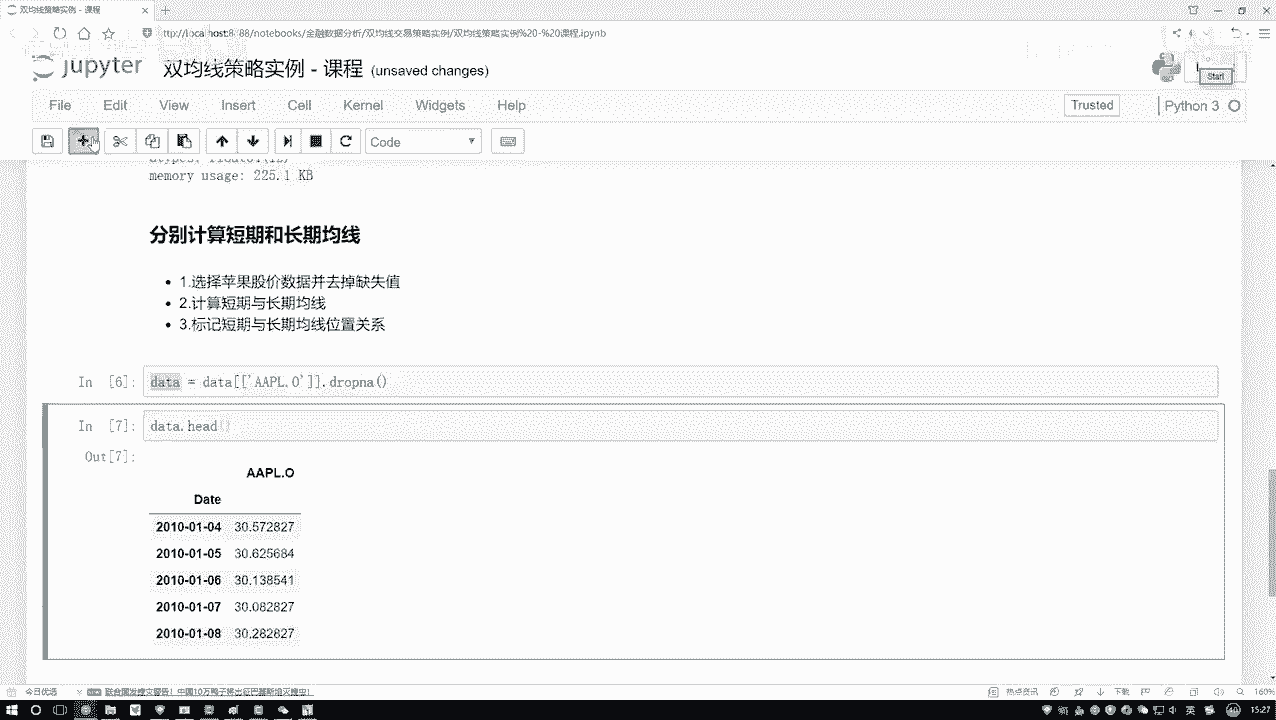 双均线策略实例 - 课程
localhost:8888/notebooks/金融数据分析/双均线交易策略实例/双均线策略实例%20-%20课程.ipynb
jupyter 双均线策略实例 - 课程 (unsaved changes)
Start
File Edit View Insert Cell Kernel Widgets Help
Trusted
Python 3
Code
memory usage: 225.1 KB
分别计算短期和长期均线
1.选择苹果股价数据并去掉缺失值
2.计算短期与长期均线
3.标记短期与长期均线位置关系
In [6]: data = data[['AAPL.O']].dropna()
In [7]: data.head()
Out[7]:
AAPL.O
Date
2010-01-04 30.572827
2010-01-05 30.625684
2010-01-06 30.138541
2010-01-07 30.082827
2010-01-08 30.282827
今日优选
热点资讯
下载
160%
英
15:27